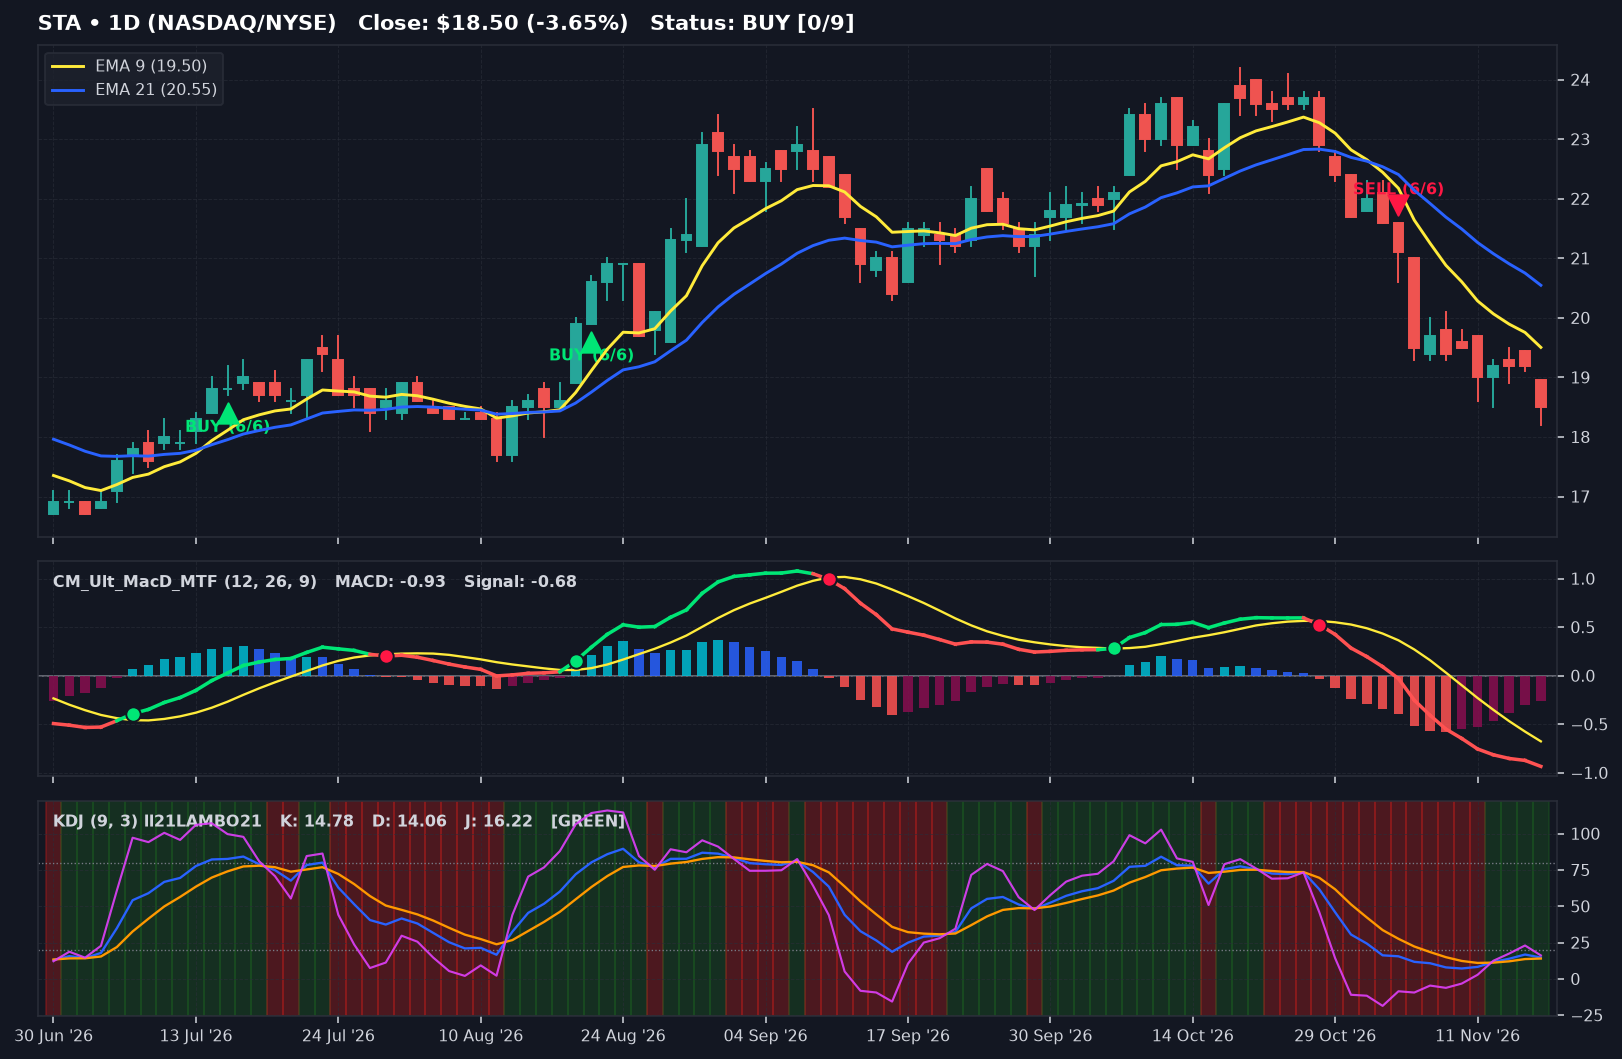 STA • 1D (NASDAQ/NYSE)   Close: $18.50 (-3.65%)   Status: BUY [0/9]
EMA 9 (19.50)
EMA 21 (20.55)
24
23
22
21
20
19
18
17
BUY (6/6)
BUY (6/6)
SELL (6/6)
CM_Ult_MacD_MTF (12, 26, 9)   MACD: -0.93   Signal: -0.68
1.0
0.5
0.0
−0.5
−1.0
KDJ (9, 3) II21LAMBO21   K: 14.78   D: 14.06   J: 16.22   [GREEN]
100
75
50
25
0
−25
30 Jun '26
13 Jul '26
24 Jul '26
10 Aug '26
24 Aug '26
04 Sep '26
17 Sep '26
30 Sep '26
14 Oct '26
29 Oct '26
11 Nov '26